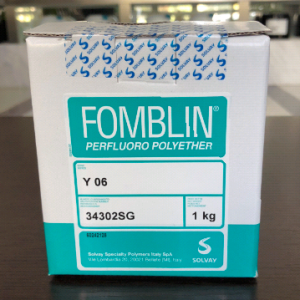 FOMBLIN®
PERFLUORO POLYETHER
Y 06
34302SG
1 kg
Solvay Specialty Polymers Italy SpA
SOLVAY